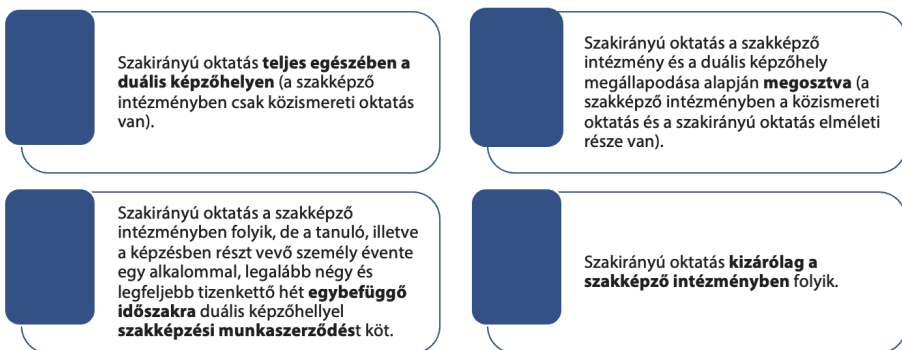 Szakirányú oktatás teljes egészében a
duális képzőhelyen (a szakképző
intézményben csak közismereti oktatás
van).
Szakirányú oktatás a szakképző
intézmény és a duális képzőhely
megállapodása alapján megosztva (a
szakképző intézményben a közismereti
oktatás és a szakirányú oktatás elméleti
része van).
Szakirányú oktatás a szakképző
intézményben folyik, de a tanuló, illetve
a képzésben részt vevő személy évente
egy alkalommal, legalább négy és
legfeljebb tizenkettő hét egybefüggő
időszakra duális képzőhellyel
szakképzési munkaszerződést köt.
Szakirányú oktatás kizárólag a
szakképző intézményben folyik.